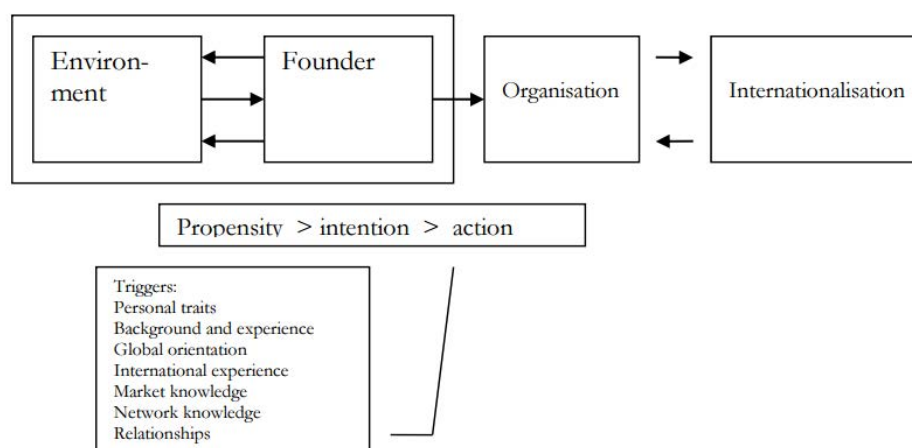 Environ-
ment
Founder
Organisation
Internationalisation
Propensity > intention > action
Triggers:
Personal traits
Background and experience
Global orientation
International experience
Market knowledge
Network knowledge
Relationships